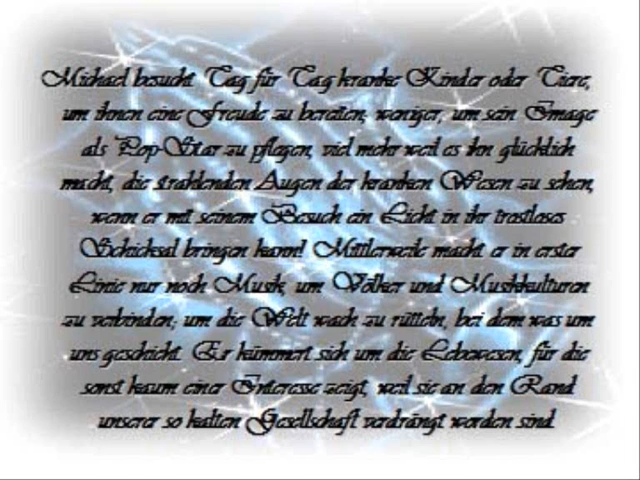 Michael besucht Tag für Tag kranke Kinder oder Tiere,
um ihnen eine Freude zu bereiten, weniger, um sein Image
als Pop-Star zu pflegen, viel mehr weil es ihn glücklich
macht, die strahlenden Augen der kranken Wesen zu sehen,
wenn er mit seinem Besuch ein Licht in ihr trostloses
Schicksal bringen kann! Mittlerweile macht er in erster
Linie nur noch Musik, um Völker und Musikkulturen
zu verbinden, um die Welt wach zu rütteln, bei dem was um
uns geschieht. Er kümmert sich um die Lebewesen, für die
sonst kaum einer Interesse zeigt, weil sie an den Rand
unserer so kalten Gesellschaft verdrängt worden sind.